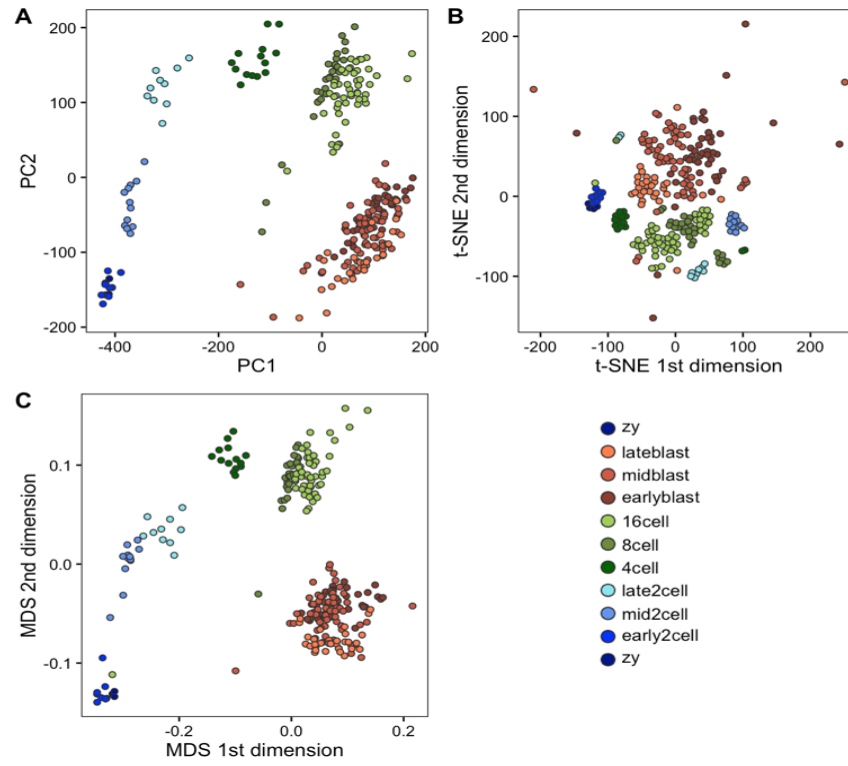 A
200
100
0
-100
-200
PC2
-400
-200
0
200
PC1
B
200
100
0
-100
t-SNE 2nd dimension
-200
-100
0
100
200
t-SNE 1st dimension
C
0.1
0.0
-0.1
MDS 2nd dimension
-0.2
0.0
0.2
MDS 1st dimension
zy
lateblast
midblast
earlyblast
16cell
8cell
4cell
late2cell
mid2cell
early2cell
zy